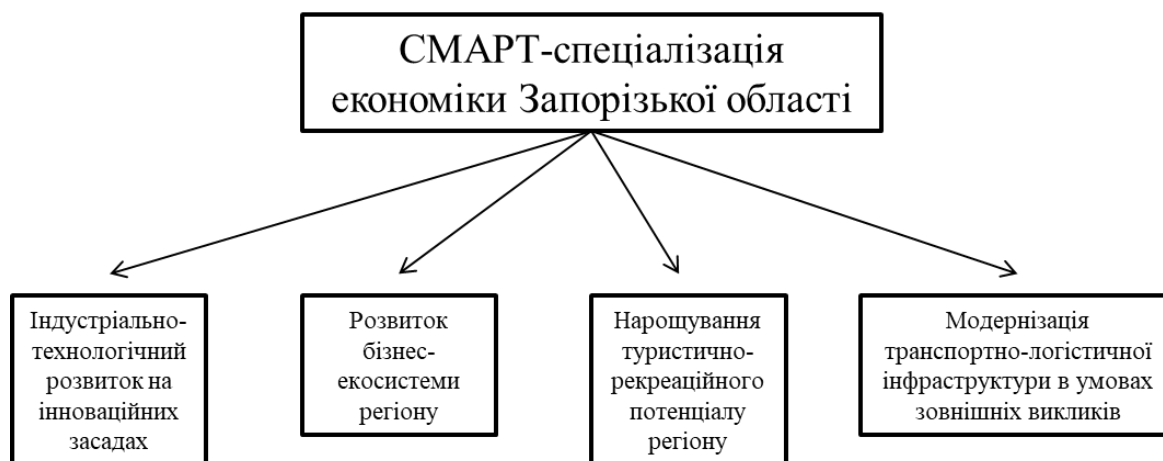 СМАРТ-спеціалізація
економіки Запорізької області
Індустріально-
технологічний
розвиток на
інноваційних
засадах
Розвиток
бізнес-
екосистеми
регіону
Нарощування
туристично-
рекреаційного
потенціалу
регіону
Модернізація
транспортно-логістичної
інфраструктури в умовах
зовнішніх викликів